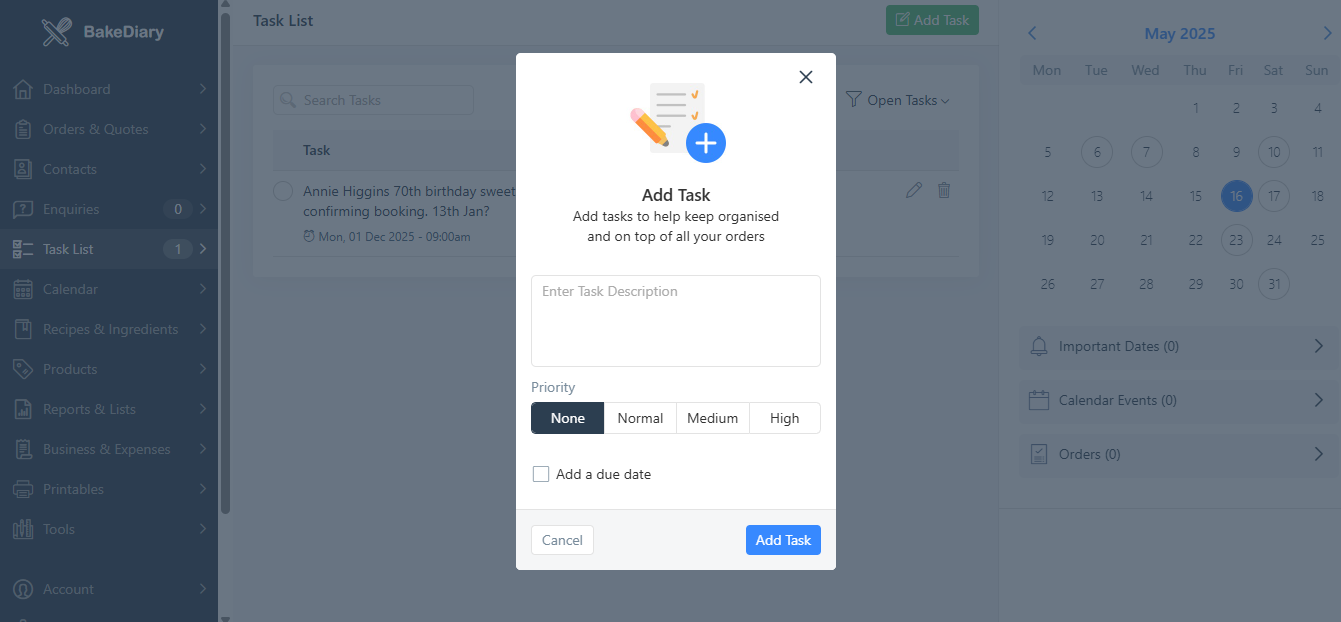 BakeDiary
Dashboard
Orders & Quotes
Contacts
Enquiries 0
Task List 1
Calendar
Recipes & Ingredients
Products
Reports & Lists
Business & Expenses
Printables
Tools
Account
Task List
Add Task
Search Tasks
Open Tasks
Task
Annie Higgins 70th birthday sweet
confirming booking. 13th Jan?
Mon, 01 Dec 2025 - 09:00am
Add Task
Add tasks to help keep organised
and on top of all your orders
Enter Task Description
Priority
None Normal Medium High
Add a due date
Cancel Add Task
May 2025
Mon Tue Wed Thu Fri Sat Sun
1 2 3 4
5 6 7 8 9 10 11
12 13 14 15 16 17 18
19 20 21 22 23 24 25
26 27 28 29 30 31
Important Dates (0)
Calendar Events (0)
Orders (0)